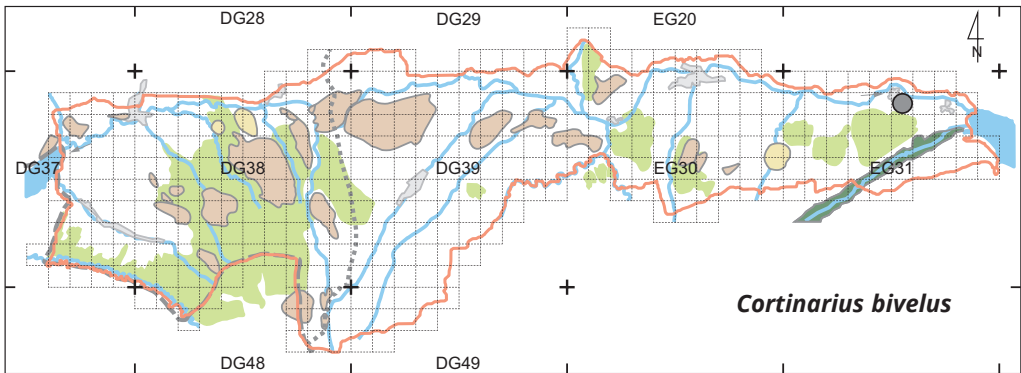 DG28 DG29 EG20
N
DG37 DG38 DG39 EG30 EG31
Cortinarius bivelus
DG48 DG49